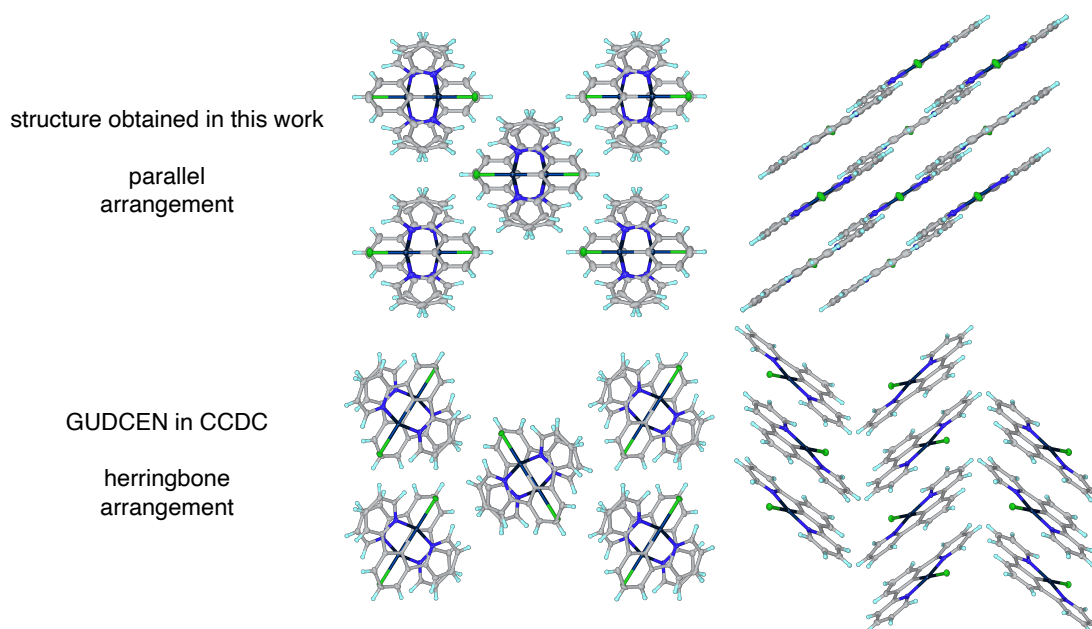 structure obtained in this work
parallel
arrangement
GUDCEN in CCDC
herringbone
arrangement